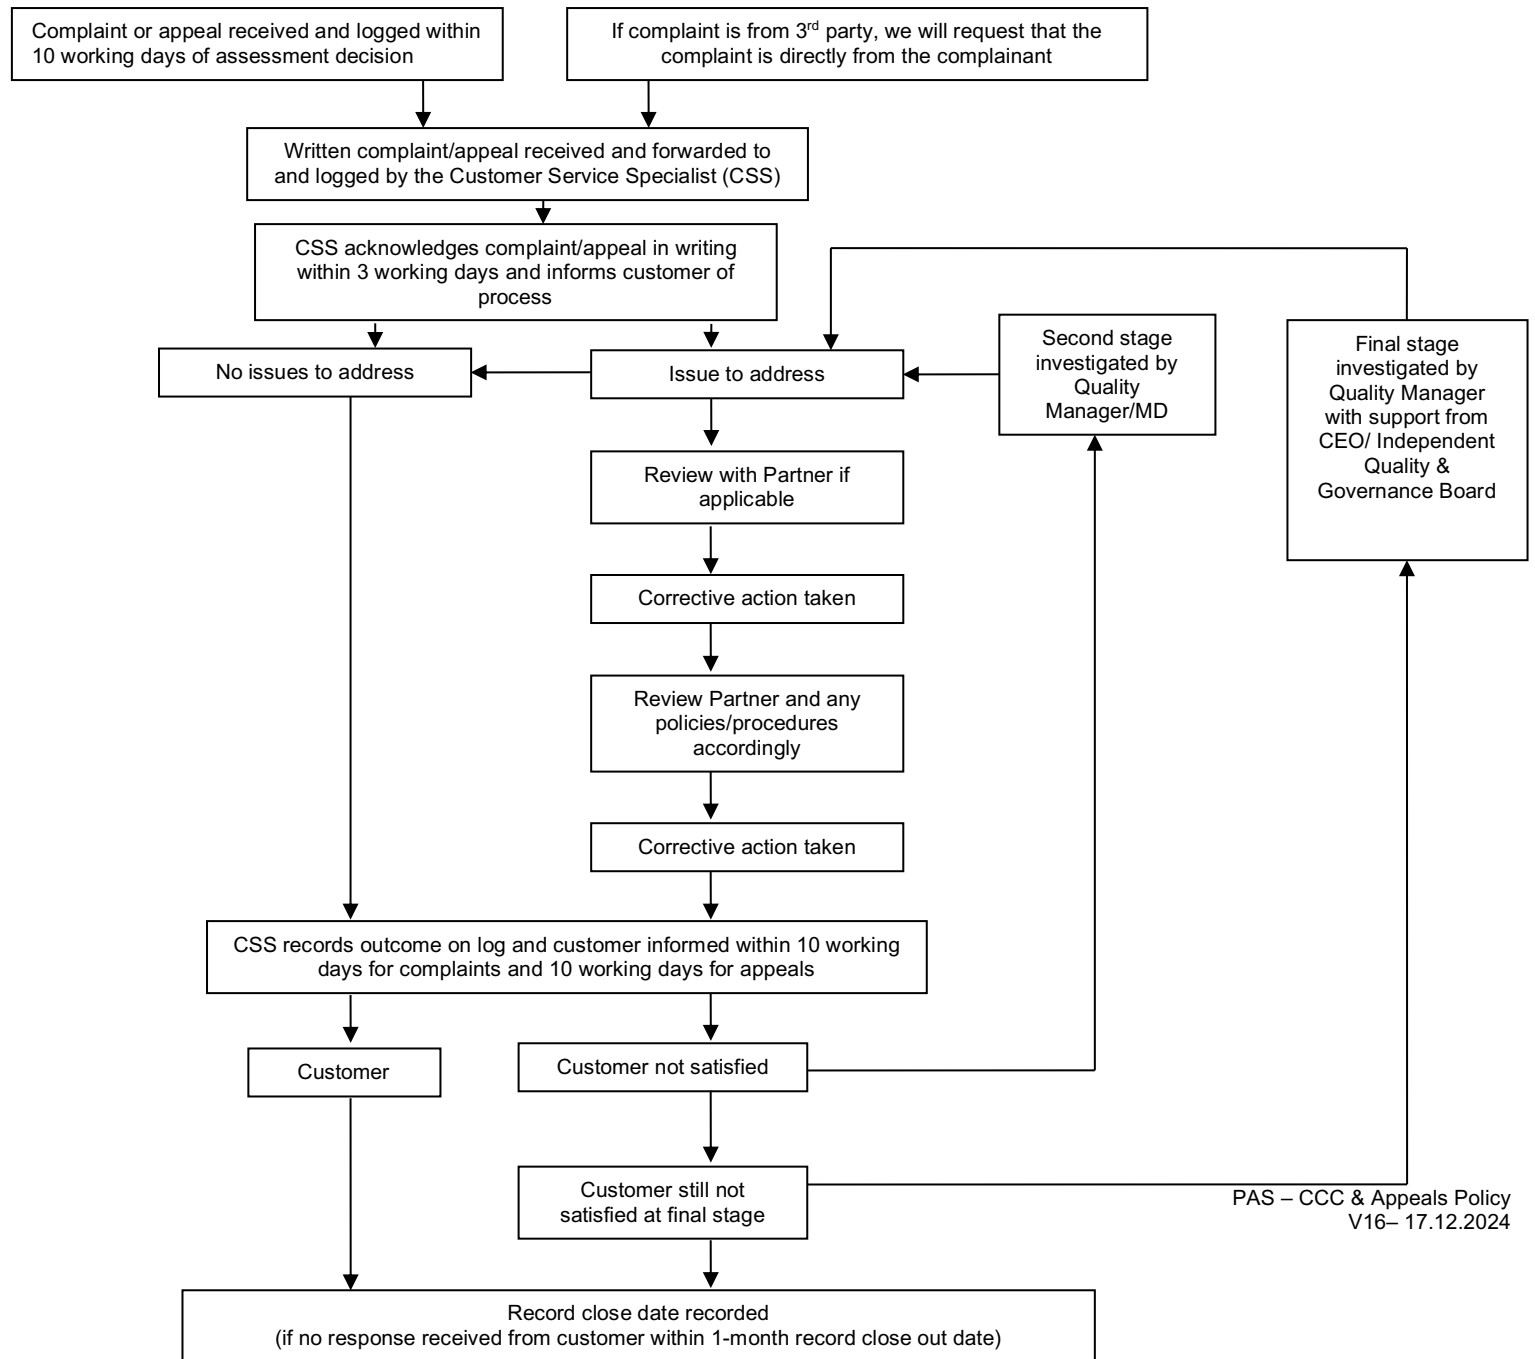 Complaint or appeal received and logged within
10 working days of assessment decision
If complaint is from 3rd party, we will request that the
complaint is directly from the complainant
Written complaint/appeal received and forwarded to
and logged by the Customer Service Specialist (CSS)
CSS acknowledges complaint/appeal in writing
within 3 working days and informs customer of
process
No issues to address
Issue to address
Second stage
investigated by
Quality
Manager/MD
Final stage
investigated by
Quality Manager
with support from
CEO/ Independent
Quality &
Governance Board
Review with Partner if
applicable
Corrective action taken
Review Partner and any
policies/procedures
accordingly
Corrective action taken
CSS records outcome on log and customer informed within 10 working
days for complaints and 10 working days for appeals
Customer
Customer not satisfied
Customer still not
satisfied at final stage
PAS – CCC & Appeals Policy
V16– 17.12.2024
Record close date recorded
(if no response received from customer within 1-month record close out date)